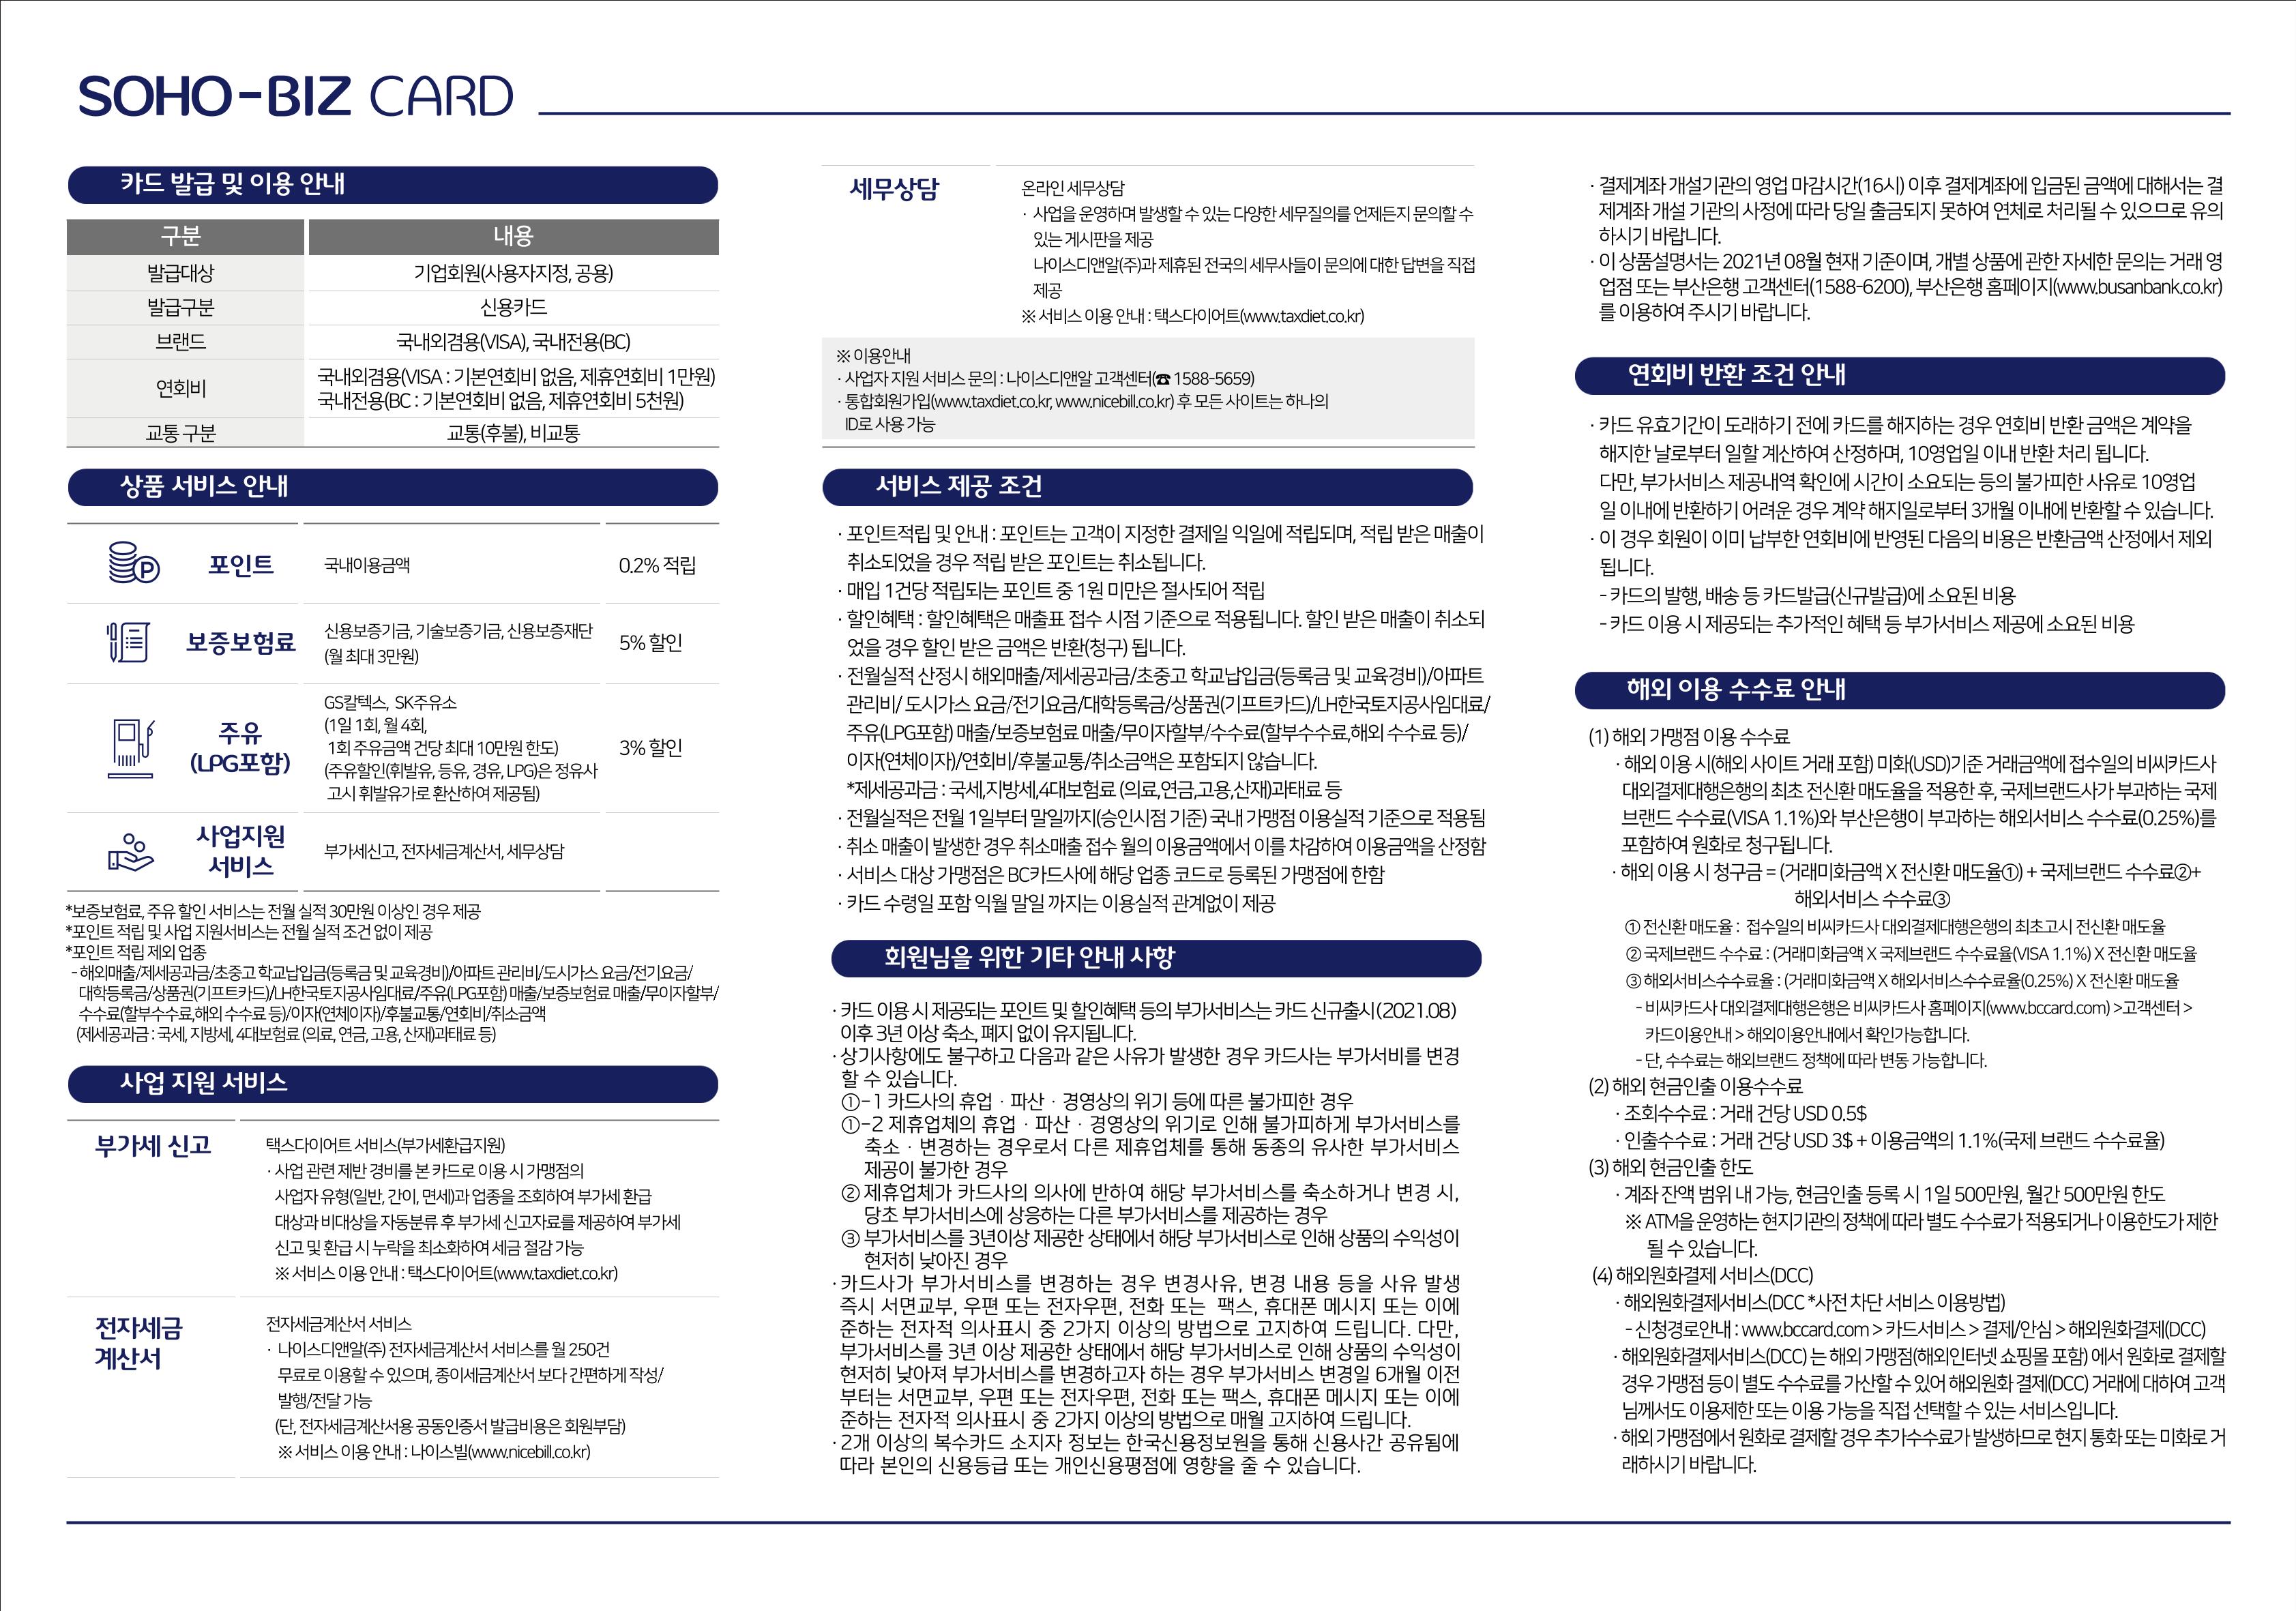 SOHO-BIZ CARD
카드 발급 및 이용 안내
구분 내용
발급대상 기업회원(사용자지정, 공용)
발급구분 신용카드
브랜드 국내외겸용(VISA), 국내전용(BC)
연회비 국내외겸용(VISA : 기본연회비 없음, 제휴연회비 1만원)
국내전용(BC : 기본연회비 없음, 제휴연회비 5천원)
교통 구분 교통(후불), 비교통
상품 서비스 안내
포인트 국내이용금액 0.2% 적립
보증보험료 신용보증기금, 기술보증기금, 신용보증재단
(월 최대 3만원) 5% 할인
주유
(LPG포함)
GS칼텍스, SK주유소
(1일 1회, 월 4회,
1회 주유금액 건당 최대 10만원 한도)
(주유할인(휘발유, 등유, 경유, LPG)은 정유사
고시 휘발유가로 환산하여 제공됨)
3% 할인
사업지원
서비스
부가세신고, 전자세금계산서, 세무상담
*보증보험료, 주유 할인 서비스는 전월 실적 30만원 이상인 경우 제공
*포인트 적립 및 사업 지원서비스는 전월 실적 조건 없이 제공
*포인트 적립 제외 업종
- 해외매출/제세공과금/초중고 학교납입금(등록금 및 교육경비)/아파트 관리비/도시가스 요금/전기요금/
대학등록금/상품권(기프트카드)/LH한국토지공사임대료/주유(LPG포함) 매출/보증보험료 매출/무이자할부/
수수료(할부수수료,해외 수수료 등)/이자(연체이자)/후불교통/연회비/취소금액
(제세공과금 : 국세, 지방세, 4대보험료 (의료, 연금, 고용, 산재)과태료 등)
사업 지원 서비스
부가세 신고
택스다이어트 서비스(부가세환급지원)
· 사업 관련 제반 경비를 본 카드로 이용 시 가맹점의
사업자 유형(일반, 간이, 면세)과 업종을 조회하여 부가세 환급
대상과 비대상을 자동분류 후 부가세 신고자료를 제공하여 부가세
신고 및 환급 시 누락을 최소화하여 세금 절감 가능
※ 서비스 이용 안내 : 택스다이어트(www.taxdiet.co.kr)
전자세금
계산서
전자세금계산서 서비스
· 나이스디앤알(주) 전자세금계산서 서비스를 월 250건
무료로 이용할 수 있으며, 종이세금계산서 보다 간편하게 작성/
발행/전달 가능
(단, 전자세금계산서용 공동인증서 발급비용은 회원부담)
※ 서비스 이용 안내 : 나이스빌(www.nicebill.co.kr)
세무상담
온라인 세무상담
· 사업을 운영하며 발생할 수 있는 다양한 세무질의를 언제든지 문의할 수
있는 게시판을 제공
나이스디앤알(주)과 제휴된 전국의 세무사들이 문의에 대한 답변을 직접
제공
※ 서비스 이용 안내 : 택스다이어트(www.taxdiet.co.kr)
※ 이용안내
· 사업자 지원 서비스 문의 : 나이스디앤알 고객센터(☎ 1588-5659)
· 통합회원가입(www.taxdiet.co.kr, www.nicebill.co.kr) 후 모든 사이트는 하나의
ID로 사용 가능
서비스 제공 조건
· 포인트적립 및 안내 : 포인트는 고객이 지정한 결제일 익일에 적립되며, 적립 받은 매출이
취소되었을 경우 적립 받은 포인트는 취소됩니다.
· 매입 1건당 적립되는 포인트 중 1원 미만은 절사되어 적립
· 할인혜택 : 할인혜택은 매출표 접수 시점 기준으로 적용됩니다. 할인 받은 매출이 취소되
었을 경우 할인 받은 금액은 반환(청구) 됩니다.
· 전월실적 산정시 해외매출/제세공과금/초중고 학교납입금(등록금 및 교육경비)/아파트
관리비/ 도시가스 요금/전기요금/대학등록금/상품권(기프트카드)/LH한국토지공사임대료/
주유(LPG포함) 매출/보증보험료 매출/무이자할부/수수료(할부수수료,해외 수수료 등)/
이자(연체이자)/연회비/후불교통/취소금액은 포함되지 않습니다.
*제세공과금 : 국세,지방세,4대보험료 (의료,연금,고용,산재)과태료 등
· 전월실적은 전월 1일부터 말일까지(승인시점 기준) 국내 가맹점 이용실적 기준으로 적용됨
· 취소 매출이 발생한 경우 취소매출 접수 월의 이용금액에서 이를 차감하여 이용금액을 산정함
· 서비스 대상 가맹점은 BC카드사에 해당 업종 코드로 등록된 가맹점에 한함
· 카드 수령일 포함 익월 말일 까지는 이용실적 관계없이 제공
회원님을 위한 기타 안내 사항
· 카드 이용 시 제공되는 포인트 및 할인혜택 등의 부가서비스는 카드 신규출시(2021.08)
이후 3년 이상 축소, 폐지 없이 유지됩니다.
· 상기사항에도 불구하고 다음과 같은 사유가 발생한 경우 카드사는 부가서비를 변경
할 수 있습니다.
①-1 카드사의 휴업 · 파산 · 경영상의 위기 등에 따른 불가피한 경우
①-2 제휴업체의 휴업 · 파산 · 경영상의 위기로 인해 불가피하게 부가서비스를
축소 · 변경하는 경우로서 다른 제휴업체를 통해 동종의 유사한 부가서비스
제공이 불가한 경우
② 제휴업체가 카드사의 의사에 반하여 해당 부가서비스를 축소하거나 변경 시,
당초 부가서비스에 상응하는 다른 부가서비스를 제공하는 경우
③ 부가서비스를 3년이상 제공한 상태에서 해당 부가서비스로 인해 상품의 수익성이
현저히 낮아진 경우
· 카드사가 부가서비스를 변경하는 경우 변경사유, 변경 내용 등을 사유 발생
즉시 서면교부, 우편 또는 전자우편, 전화 또는 팩스, 휴대폰 메시지 또는 이에
준하는 전자적 의사표시 중 2가지 이상의 방법으로 고지하여 드립니다. 다만,
부가서비스를 3년 이상 제공한 상태에서 해당 부가서비스로 인해 상품의 수익성이
현저히 낮아져 부가서비스를 변경하고자 하는 경우 부가서비스 변경일 6개월 이전
부터는 서면교부, 우편 또는 전자우편, 전화 또는 팩스, 휴대폰 메시지 또는 이에
준하는 전자적 의사표시 중 2가지 이상의 방법으로 매월 고지하여 드립니다.
· 2개 이상의 복수카드 소지자 정보는 한국신용정보원을 통해 신용사간 공유됨에
따라 본인의 신용등급 또는 개인신용평점에 영향을 줄 수 있습니다.
· 결제계좌 개설기관의 영업 마감시간(16시) 이후 결제계좌에 입금된 금액에 대해서는 결
제계좌 개설 기관의 사정에 따라 당일 출금되지 못하여 연체로 처리될 수 있으므로 유의
하시기 바랍니다.
· 이 상품설명서는 2021년 08월 현재 기준이며, 개별 상품에 관한 자세한 문의는 거래 영
업점 또는 부산은행 고객센터(1588-6200), 부산은행 홈페이지(www.busanbank.co.kr)
를 이용하여 주시기 바랍니다.
연회비 반환 조건 안내
· 카드 유효기간이 도래하기 전에 카드를 해지하는 경우 연회비 반환 금액은 계약을
해지한 날로부터 일할 계산하여 산정하며, 10영업일 이내 반환 처리 됩니다.
다만, 부가서비스 제공내역 확인에 시간이 소요되는 등의 불가피한 사유로 10영업
일 이내에 반환하기 어려운 경우 계약 해지일로부터 3개월 이내에 반환할 수 있습니다.
· 이 경우 회원이 이미 납부한 연회비에 반영된 다음의 비용은 반환금액 산정에서 제외
됩니다.
- 카드의 발행, 배송 등 카드발급(신규발급)에 소요된 비용
- 카드 이용 시 제공되는 추가적인 혜택 등 부가서비스 제공에 소요된 비용
해외 이용 수수료 안내
(1) 해외 가맹점 이용 수수료
· 해외 이용 시(해외 사이트 거래 포함) 미화(USD)기준 거래금액에 접수일의 비씨카드사
대외결제대행은행의 최초 전신환 매도율을 적용한 후, 국제브랜드사가 부과하는 국제
브랜드 수수료(VISA 1.1%)와 부산은행이 부과하는 해외서비스 수수료(0.25%)를
포함하여 원화로 청구됩니다.
· 해외 이용 시 청구금 = (거래미화금액 X 전신환 매도율①) + 국제브랜드 수수료②+
해외서비스 수수료③
① 전신환 매도율 : 접수일의 비씨카드사 대외결제대행은행의 최초고시 전신환 매도율
② 국제브랜드 수수료 : (거래미화금액 X 국제브랜드 수수료율(VISA 1.1%) X 전신환 매도율
③ 해외서비스수수료율 : (거래미화금액 X 해외서비스수수료율(0.25%) X 전신환 매도율
- 비씨카드사 대외결제대행은행은 비씨카드사 홈페이지(www.bccard.com) >고객센터 >
카드이용안내 > 해외이용안내에서 확인가능합니다.
- 단, 수수료는 해외브랜드 정책에 따라 변동 가능합니다.
(2) 해외 현금인출 이용수수료
· 조회수수료 : 거래 건당 USD 0.5$
· 인출수수료 : 거래 건당 USD 3$ + 이용금액의 1.1%(국제 브랜드 수수료율)
(3) 해외 현금인출 한도
· 계좌 잔액 범위 내 가능, 현금인출 등록 시 1일 500만원, 월간 500만원 한도
※ ATM을 운영하는 현지기관의 정책에 따라 별도 수수료가 적용되거나 이용한도가 제한
될 수 있습니다.
(4) 해외원화결제 서비스(DCC)
· 해외원화결제서비스(DCC *사전 차단 서비스 이용방법)
- 신청경로안내 : www.bccard.com > 카드서비스 > 결제/안심 > 해외원화결제(DCC)
· 해외원화결제서비스(DCC) 는 해외 가맹점(해외인터넷 쇼핑몰 포함) 에서 원화로 결제할
경우 가맹점 등이 별도 수수료를 가산할 수 있어 해외원화 결제(DCC) 거래에 대하여 고객
님께서도 이용제한 또는 이용 가능을 직접 선택할 수 있는 서비스입니다.
· 해외 가맹점에서 원화로 결제할 경우 추가수수료가 발생하므로 현지 통화 또는 미화로 거
래하시기 바랍니다.